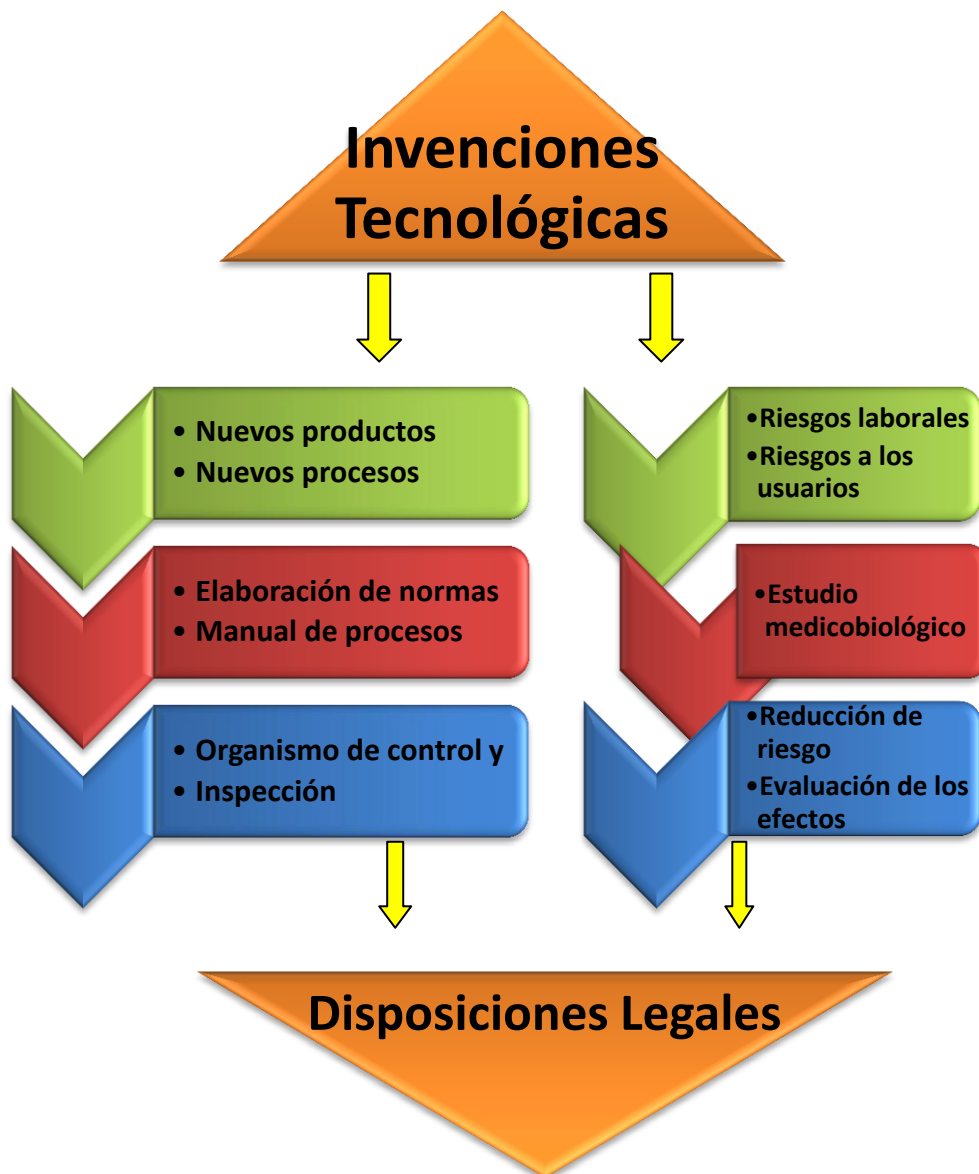 Invenciones
Tecnológicas
• Nuevos productos
• Nuevos procesos
• Elaboración de normas
• Manual de procesos
• Organismo de control y
• Inspección
•Riesgos laborales
•Riesgos a los
usuarios
•Estudio
medicobiológico
•Reducción de
riesgo
•Evaluación de los
efectos
Disposiciones Legales